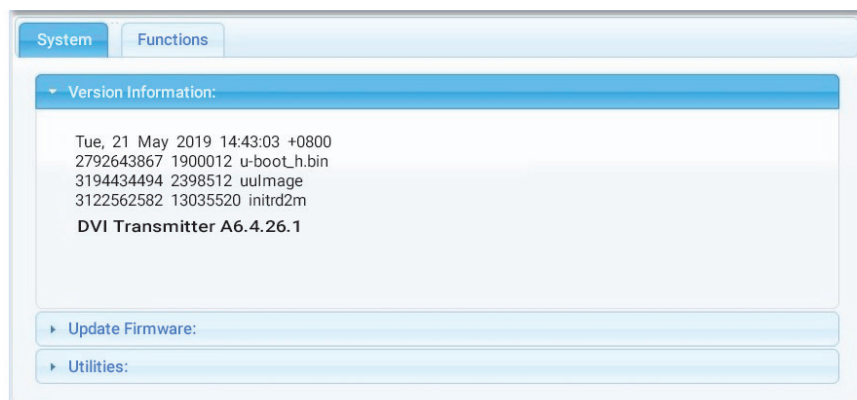 System Functions
Version Information:
Tue, 21 May 2019 14:43:03 +0800
2792643867 1900012 u-boot_h.bin
3194434494 2398512 uulmage
3122562582 13035520 initrd2m
DVI Transmitter A6.4.26.1
Update Firmware:
Utilities: